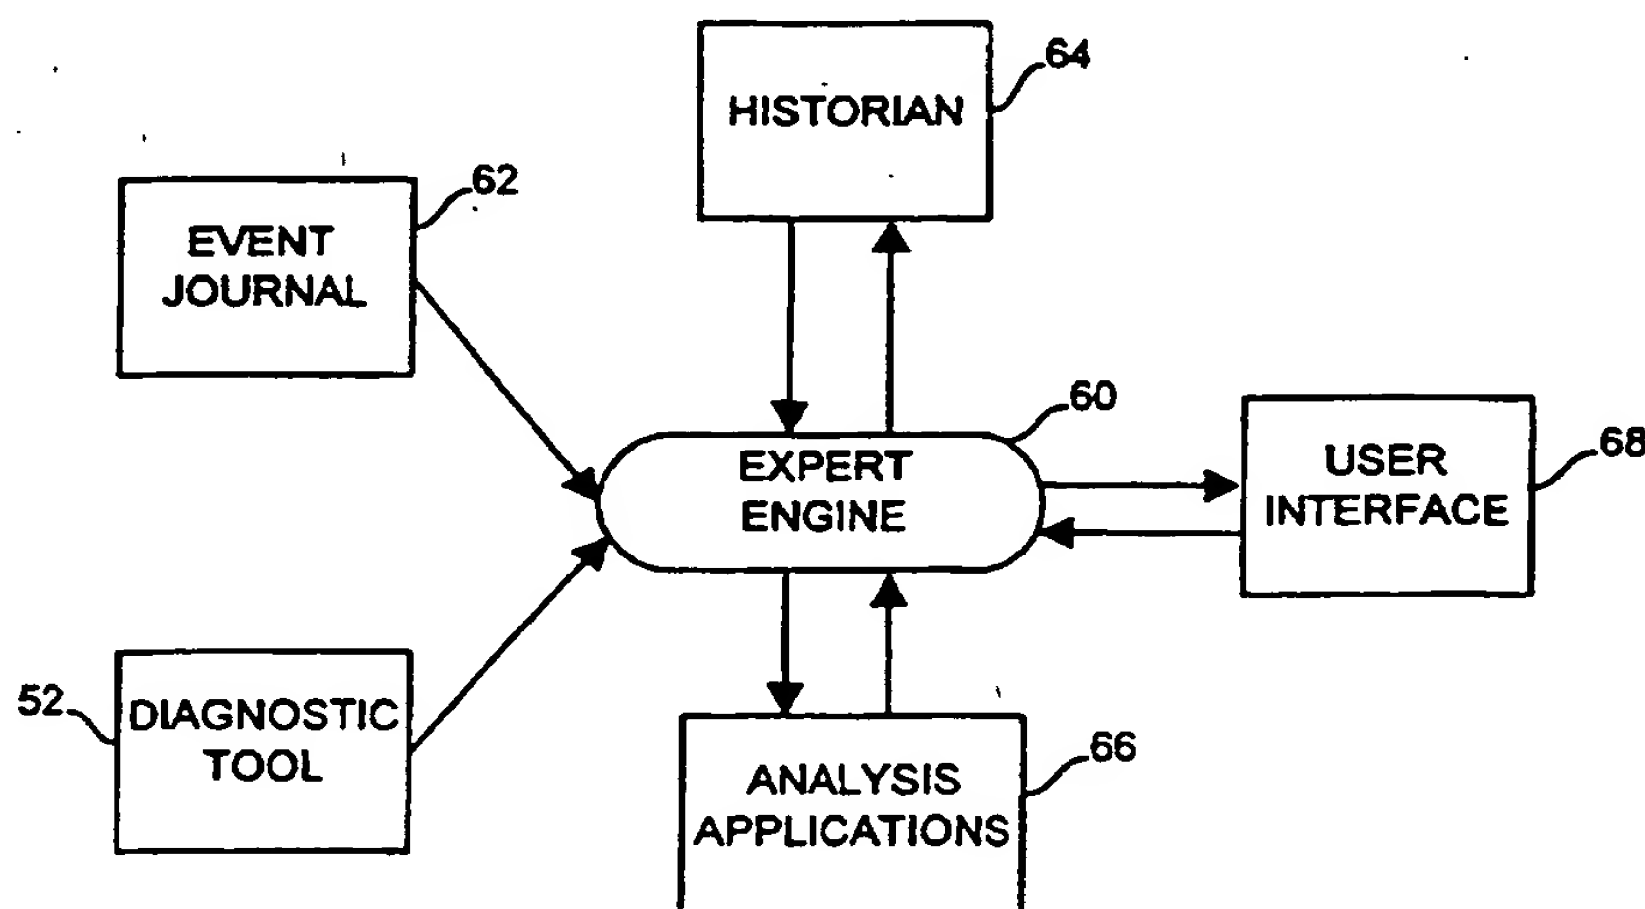 64
HISTORIAN
62
EVENT
JOURNAL
60
EXPERT
ENGINE
68
USER
INTERFACE
52
DIAGNOSTIC
TOOL
66
ANALYSIS
APPLICATIONS